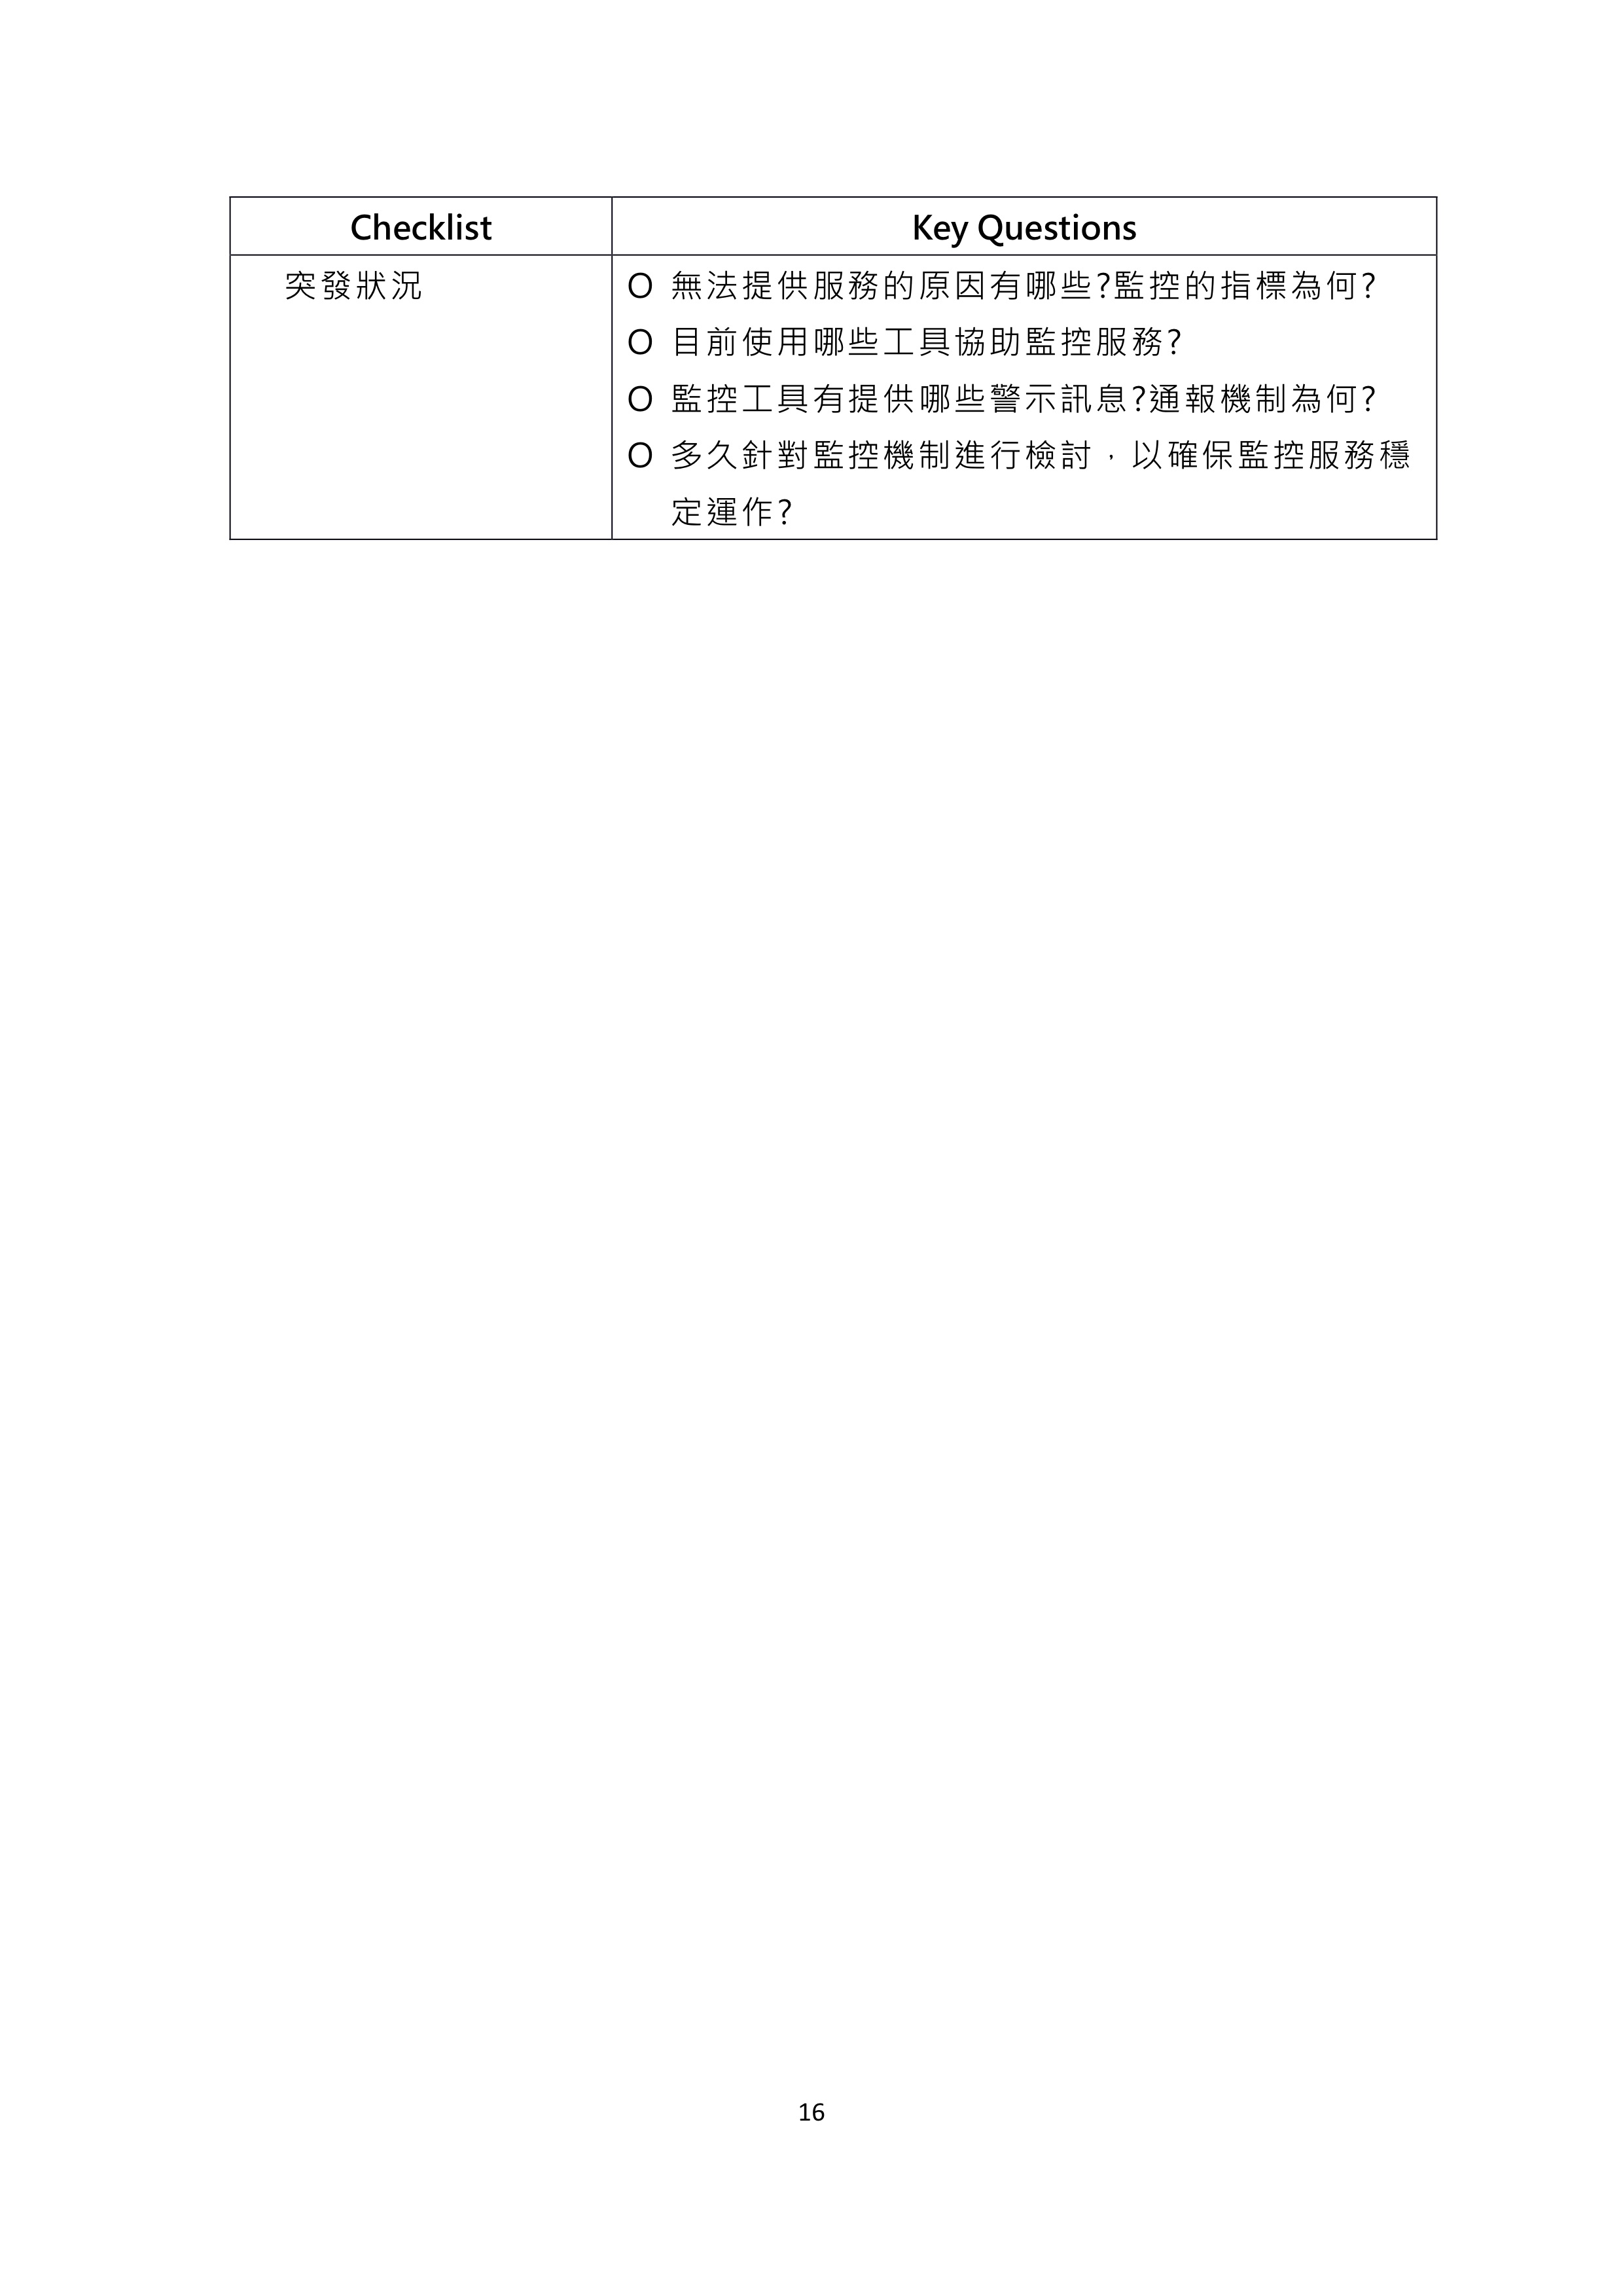 Checklist
Key Questions
突發狀況
O 無法提供服務的原因有哪些?監控的指標為何?
O 目前使用哪些工具協助監控服務?
O 監控工具有提供哪些警示訊息?通報機制為何?
O 多久針對監控機制進行檢討，以確保監控服務穩
定運作?
16